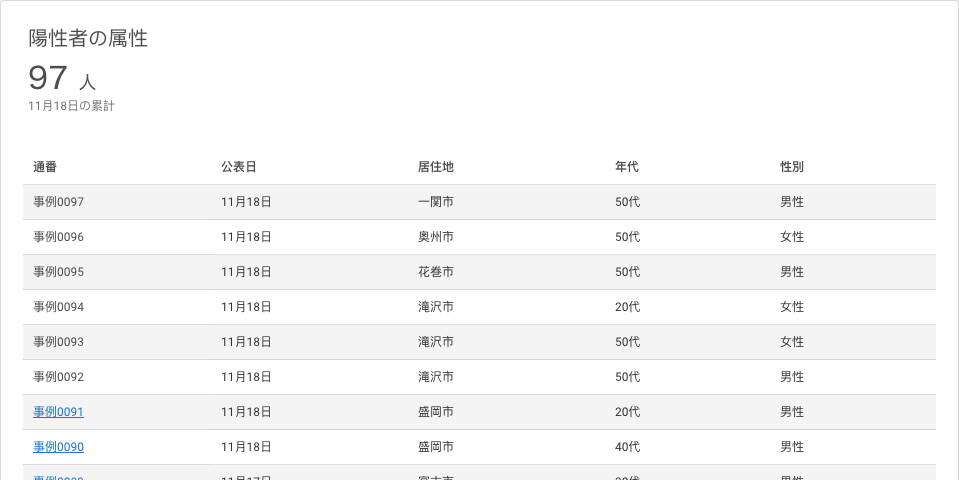 陽性者の属性
97 人
11月18日の累計
通番 公表日 居住地 年代 性別
事例0097 11月18日 一関市 50代 男性
事例0096 11月18日 奥州市 50代 女性
事例0095 11月18日 花巻市 50代 男性
事例0094 11月18日 滝沢市 20代 女性
事例0093 11月18日 滝沢市 50代 女性
事例0092 11月18日 滝沢市 50代 男性
事例0091 11月18日 盛岡市 20代 男性
事例0090 11月18日 盛岡市 40代 男性